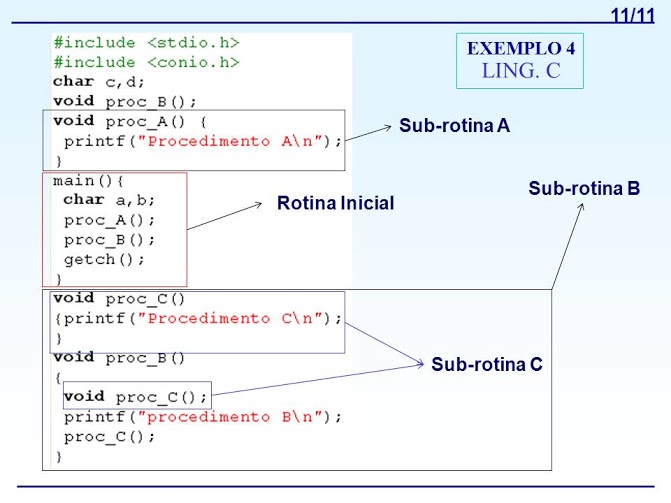 11/11
EXEMPLO 4
LING. C
#include <stdio.h>
#include <conio.h>
char c,d;
void proc_B();
void proc_A() {
printf("Procedimento A\n");
}
Sub-rotina A
main(){
char a,b;
proc_A();
proc_B();
getch();
}
Rotina Inicial
Sub-rotina B
void proc_C()
{printf("Procedimento C\n");
}
void proc_B()
{
void proc_C();
printf("procedimento B\n");
proc_C();
}
Sub-rotina C